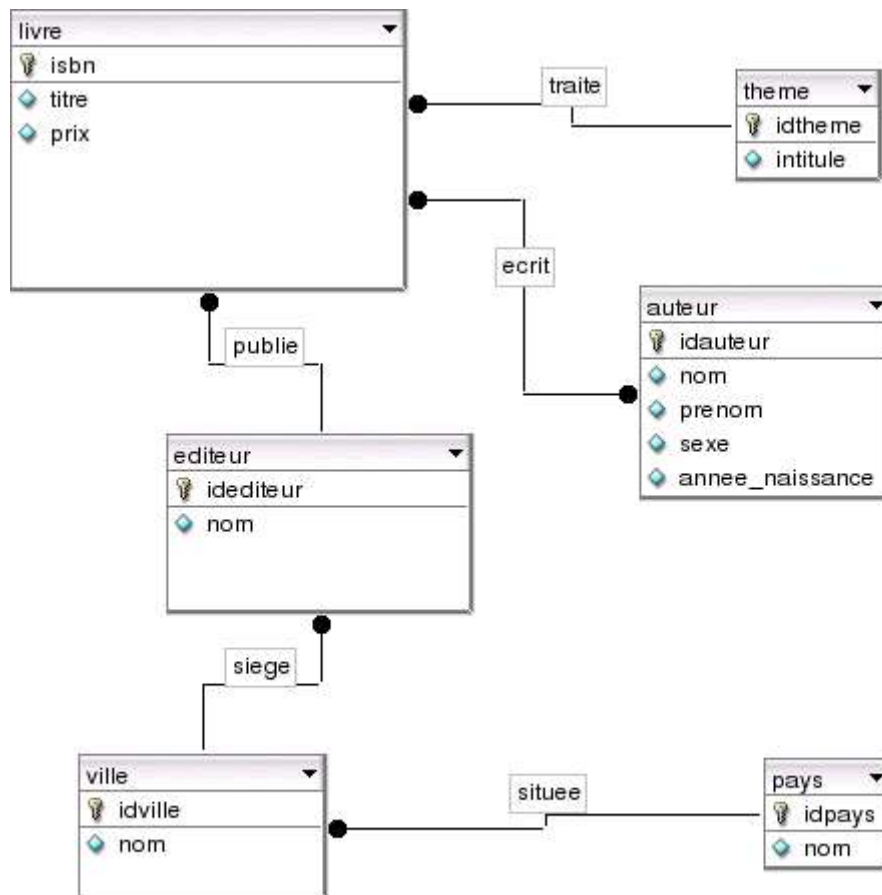 livre
isbn
titre
prix
traite
theme
idtheme
intitule
ecrit
auteur
idauteur
nom
prenom
sexe
annee_naissance
publie
editeur
idediteur
nom
siege
ville
idville
nom
situee
pays
idpays
nom